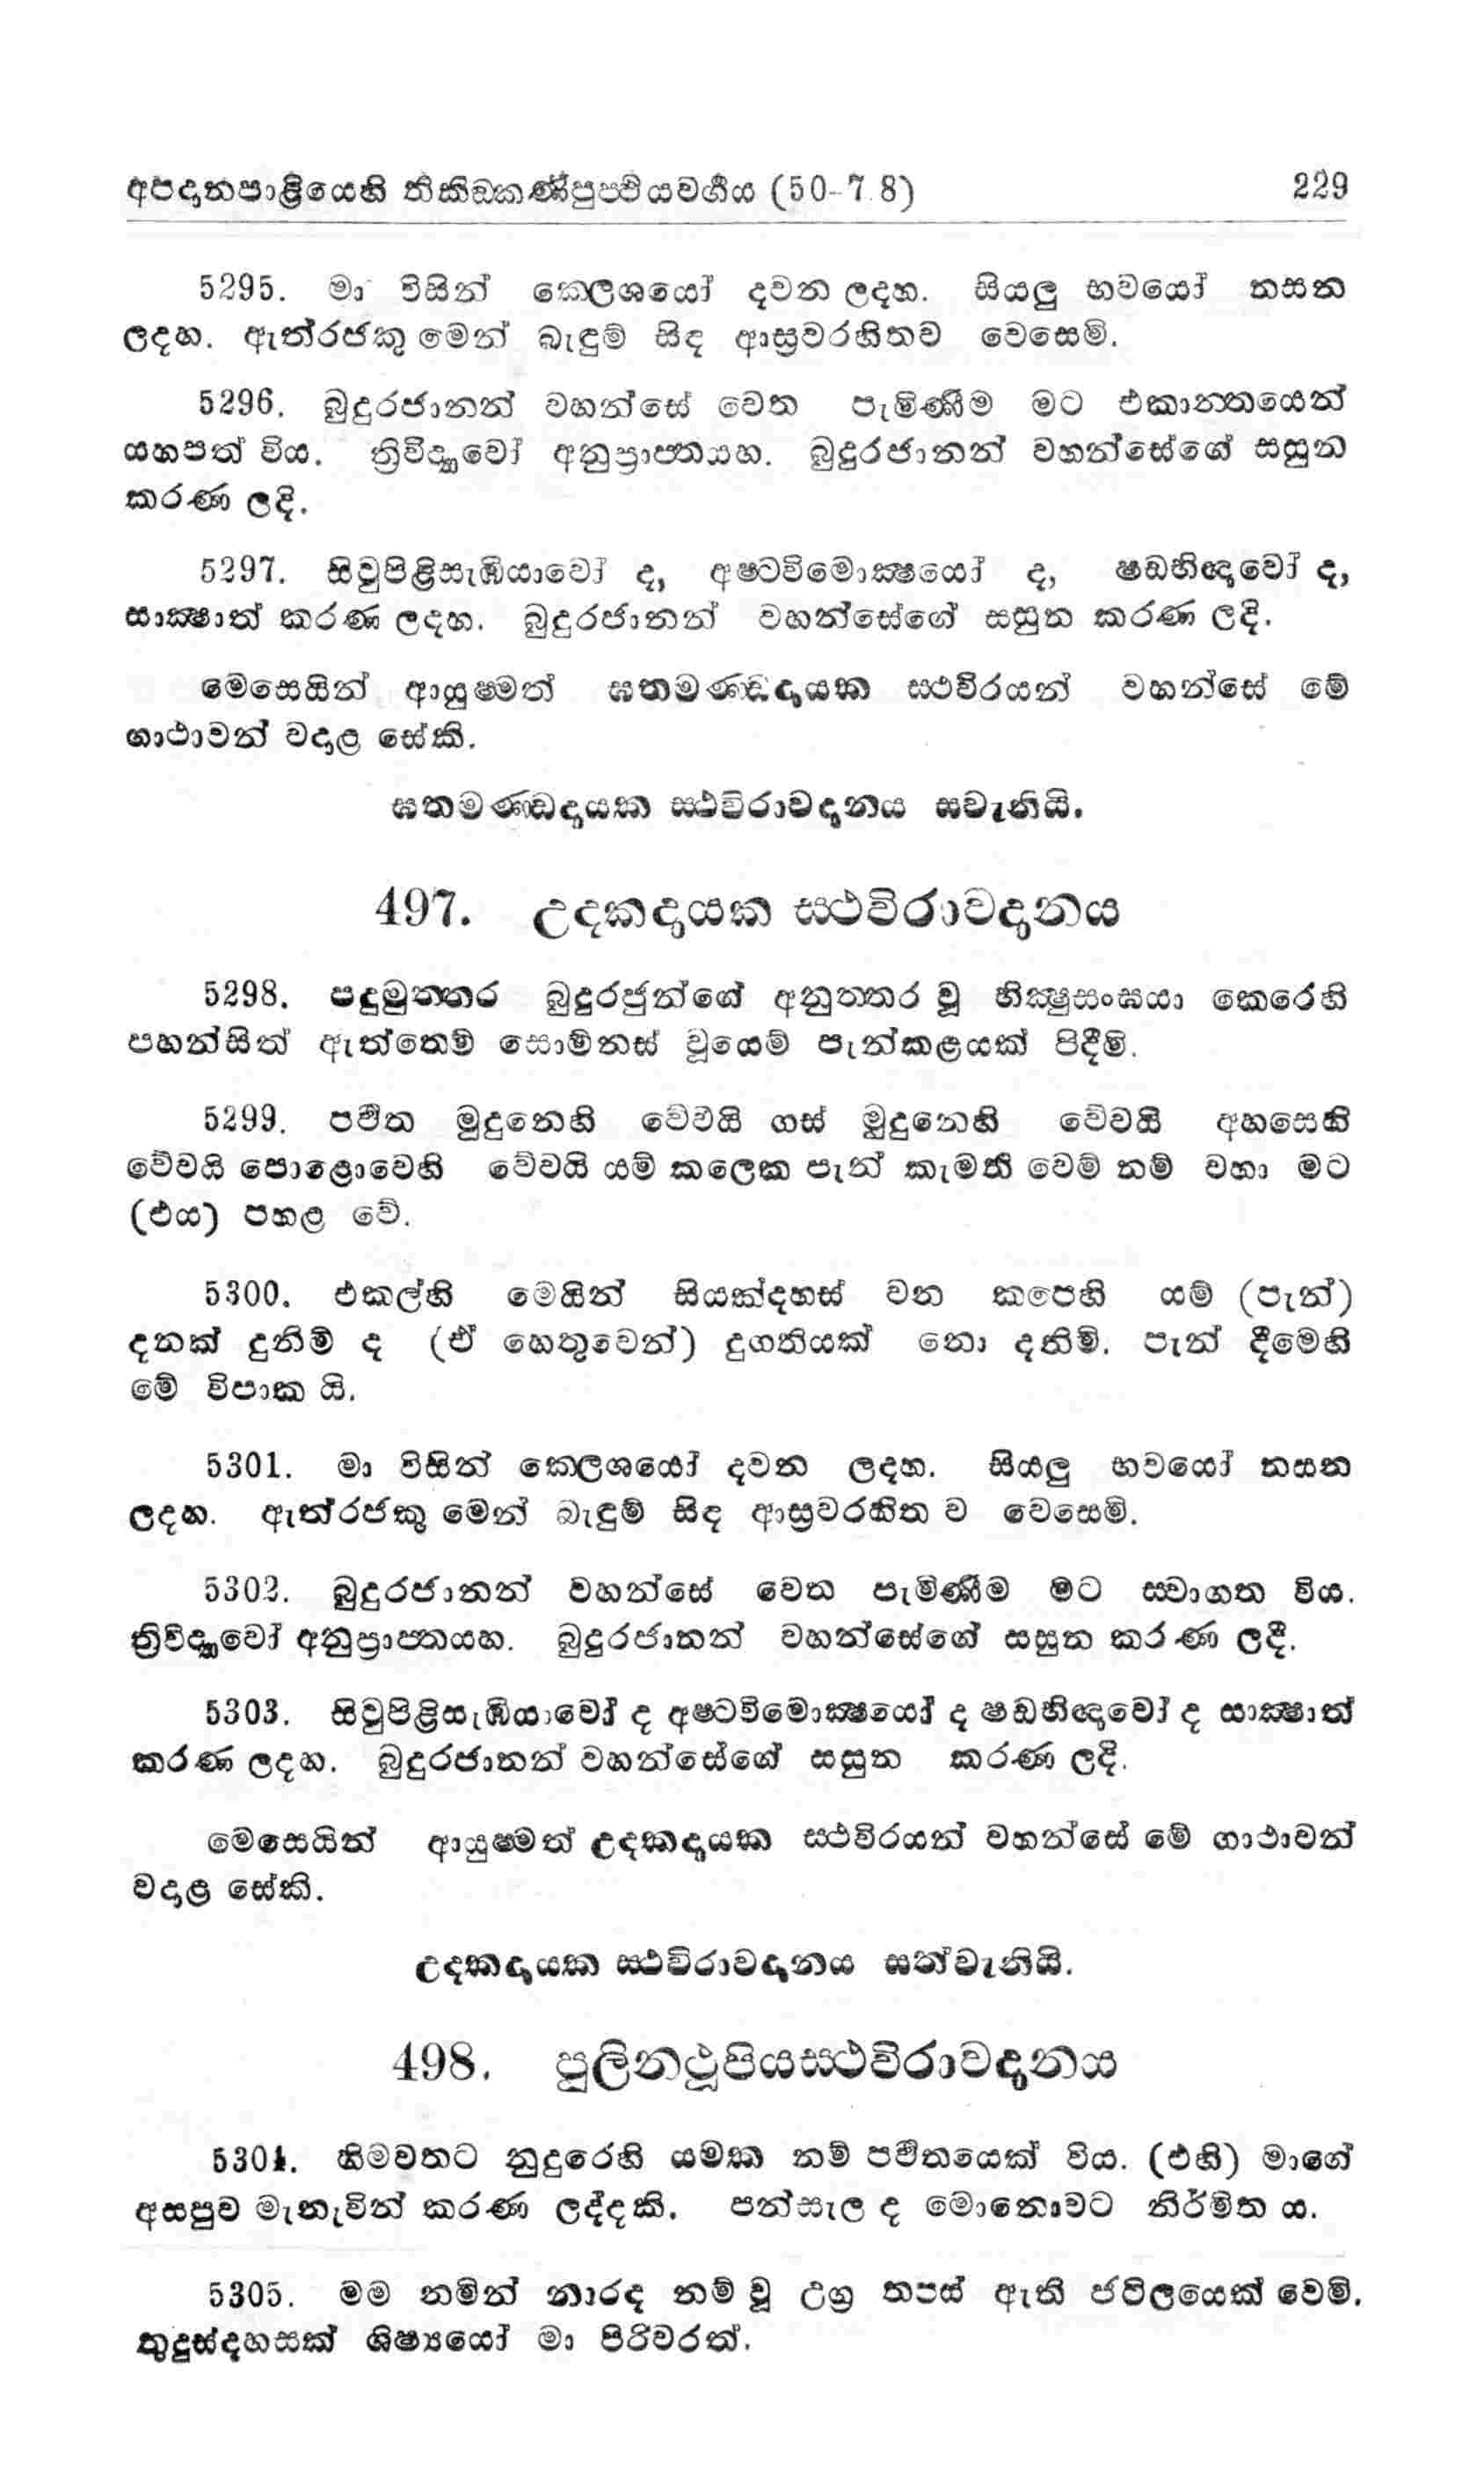 අපදානපාළියෙහි තිකිඞකණිපුප්ඵියවර්‍ගය (50-7.8) 229
5295. මා විසින් කෙලශයෝ දවන ලදහ. සියලු භවයෝ නසන
ලදහ. ඇත්රජකු මෙන් බැඳුම් සිඳ ආස්‍රවරහිතව වෙසෙමි.
5296. බුදුරජානන් වහන්සේ වෙත පැමිණීම මට ඒකාන්තයෙන්
යහපත් විය. ත්‍රිවිද්‍යාවෝ අනුප්‍රාප්තයහ. බුදුරජානන් වහන්සේගේ සසුන
කරණ ලදි.
5297. සිවුපිළිසැඹියාවෝ ද, අෂ්ටවිමොක්‍ෂයෝ ද, ෂඩභිඥාවෝ ද,
සාක්‍ෂාත් කරණ ලදහ. බුදුරජානන් වහන්සේගේ සසුන කරණ ලදි.
මෙසෙයින් ආයුෂ්මත් ඝතමණ්ඩදායක ස්ථවිරයන් වහන්සේ මේ
ගාථාවන් වදාළ සේකි.
ඝතමණ්ඩදායක ස්ථවිරාවදානය සවැනියි.
497. උදකදායක ස්ථවිරාවදානය
5298. පදුමුත්තර බුදුරජුන්ගේ අනුත්තර වූ භික්‍ෂුසංඝයා කෙරෙහි
පහන්සිත් ඇත්තෙම් සොම්නස් වූයෙම් පැන්කළයක් පිදීමි.
5299. පර්‍වත මුදුනෙහි වේවයි ගස් මුදුනෙහි වේවයි අහසෙහි
වේවයි පොළොවෙහි වේවයි යම් කලෙක පැන් කැමති වෙම් නම් වහා මට
(එය) පහළ වේ.
5300. එකල්හි මෙයින් සියක්දහස් වන කපෙහි යම් (පැන්)
දනක් දුනිම් ද (ඒ හෙතුවෙන්) දුගතියක් නො දනිමි. පැන් දීමෙහි
මේ විපාක යි.
5301. මා විසින් කෙලශයෝ දවන ලදහ. සියලු භවයෝ නසන
ලදහ. ඇත්රජකු මෙන් බැඳුම් සිඳ ආස්‍රවරහිත ව වෙසෙමි.
5302. බුදුරජානන් වහන්සේ වෙත පැමිණීම මට ස්වාගත විය.
ත්‍රිවිද්‍යාවෝ අනුප්‍රාප්තයහ. බුදුරජානන් වහන්සේගේ සසුන කරණ ලදී.
5303. සිවුපිළිසැඹියාවෝ ද අෂ්ටවිමොක්‍ෂයෝ ද ෂඩභිඥාවෝ ද සාක්‍ෂාත්
කරණ ලදහ. බුදුරජානන් වහන්සේගේ සසුන කරණ ලදි.
මෙසෙයින් ආයුෂ්මත් උදකදායක ස්ථවිරයන් වහන්සේ මේ ගාථාවන්
වදාළ සේකි.
උදකදායක ස්ථවිරාවදානය සත්වැනියි.
498. පුලිනථූපියස්ථවිරාවදානය
5304. හිමවතට නුදුරෙහි යමක නම් පර්‍වතයෙක් විය. (එහි) මාගේ
අසපුව මැනැවින් කරණ ලද්දකි. පන්සැල ද මොනොවට නිර්මිත ය.
5305. මම නමින් නාරද නම් වූ උග්‍ර තපස් ඇති ජටිලයෙක් වෙමි.
තුදුස්දහසක් ශිෂ්‍යයෝ මා පිරිවරත්.